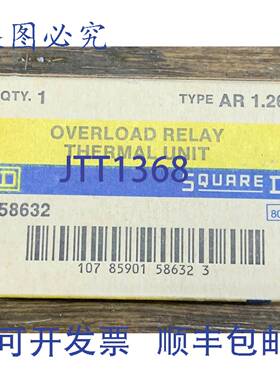 盗图必究
QTY. 1
TYPE AR 1.26
OVERLOAD RELAY
THERMAL UNIT
JTT1368
SQUARE D
58632
107 85901 58632 3
可开发票 顺丰包邮